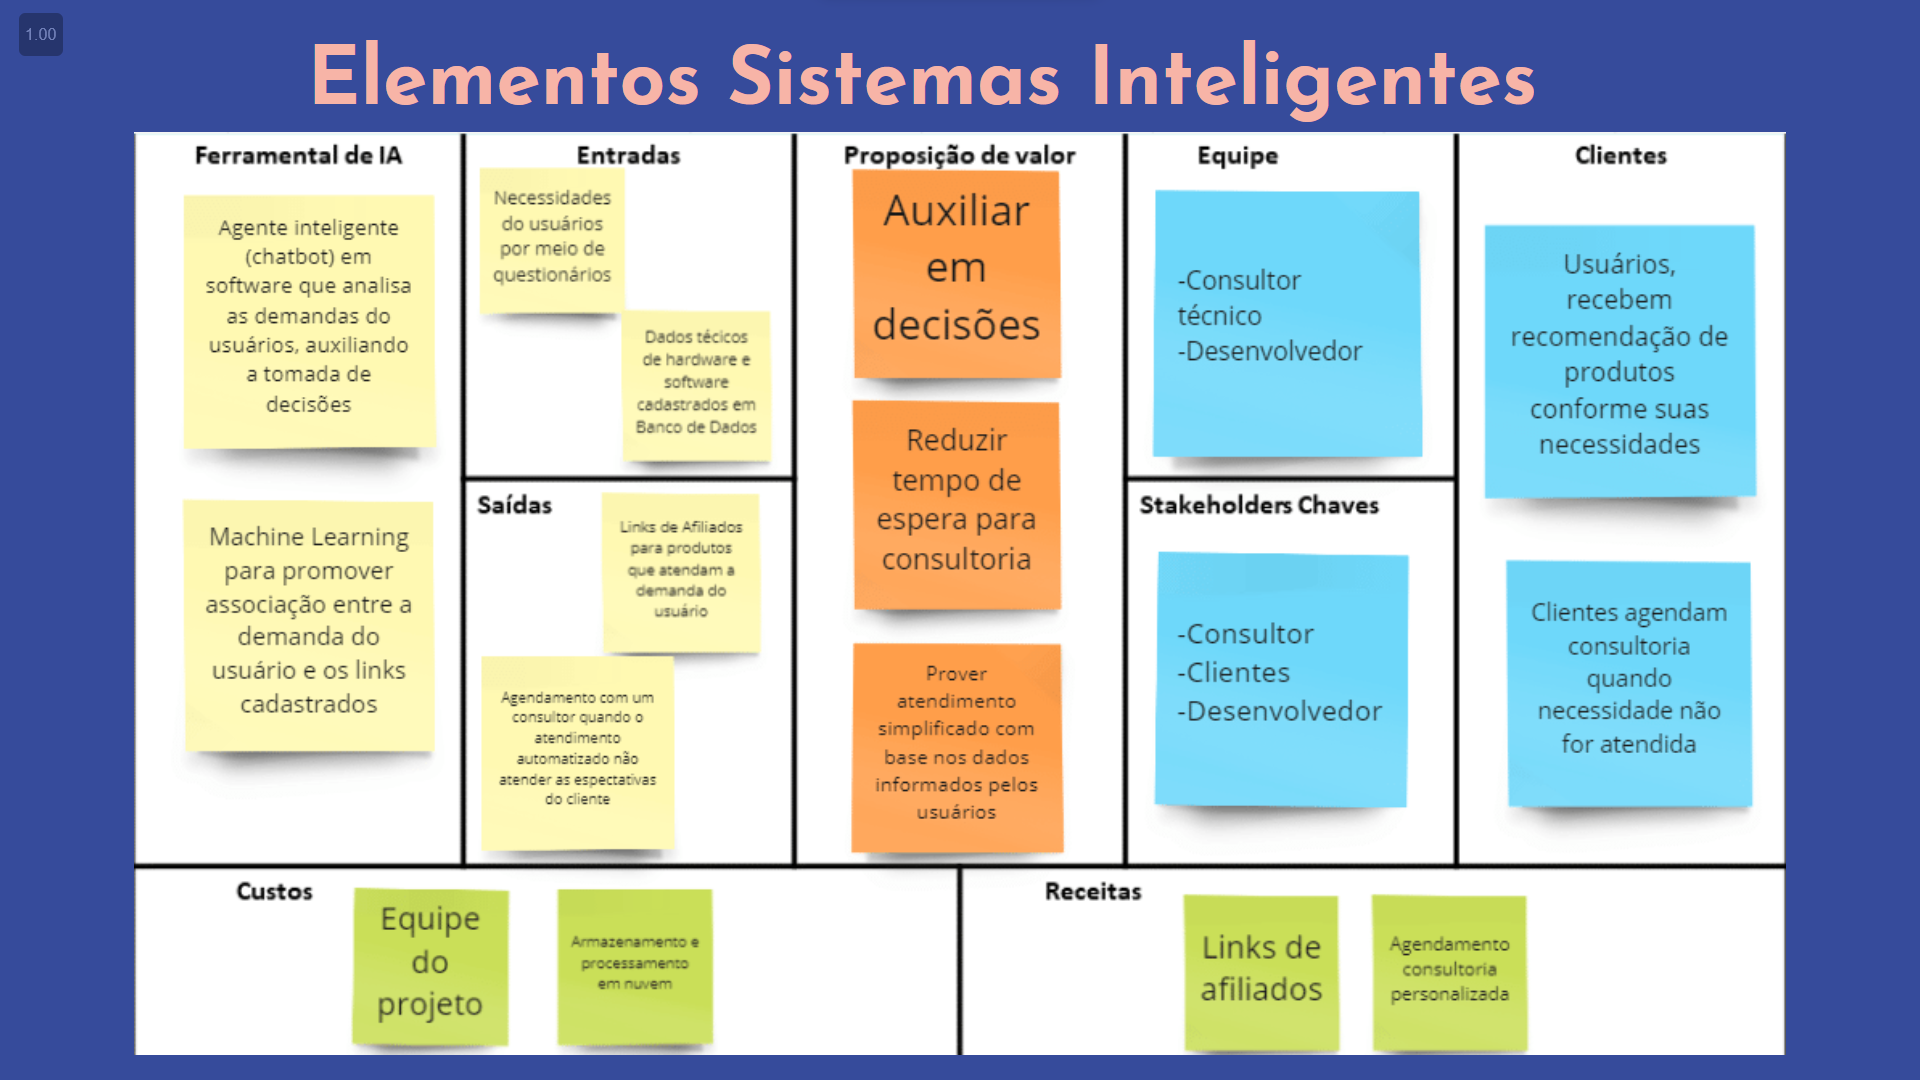 1.00
Elementos Sistemas Inteligentes
Ferramental de IA
Agente inteligente
(chatbot) em
software que analisa
as demandas do
usuários, auxiliando
a tomada de
decisões
Machine Learning
para promover
associação entre a
demanda do
usuário e os links
cadastrados
Entradas
Necessidades
do usuários
por meio de
questionários
Dados técicos
de hardware e
software
cadastrados em
Banco de Dados
Saídas
Links de Afiliados
para produtos
que atendam a
demanda do
usuário
Agendamento com um
consultor quando o
atendimento
automatizado não
atender as espectativas
do cliente
Proposição de valor
Auxiliar
em
decisões
Reduzir
tempo de
espera para
consultoria
Prover
atendimento
simplificado com
base nos dados
informados pelos
usuários
Equipe
-Consultor
técnico
-Desenvolvedor
Stakeholders Chaves
-Consultor
-Clientes
-Desenvolvedor
Clientes
Usuários,
recebem
recomendação de
produtos
conforme suas
necessidades
Clientes agendam
consultoria
quando
necessidade não
for atendida
Custos
Equipe
do
projeto
Armazenamento e
processamento
em nuvem
Receitas
Links de
afiliados
Agendamento
consultoria
personalizada